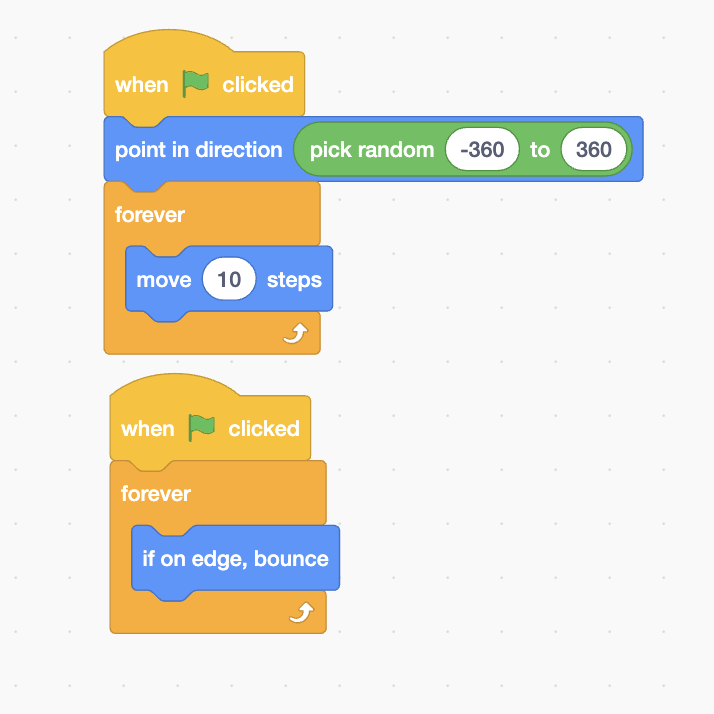 when clicked
point in direction pick random -360 to 360
forever
move 10 steps
when clicked
forever
if on edge, bounce